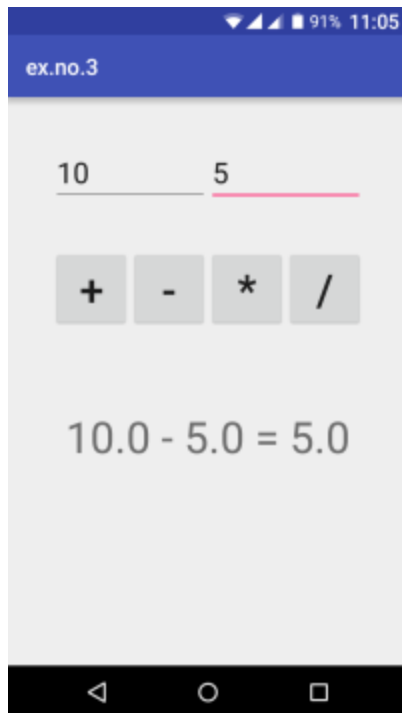 91% 11:05
ex.no.3
10 5
+ - * /
10.0 - 5.0 = 5.0